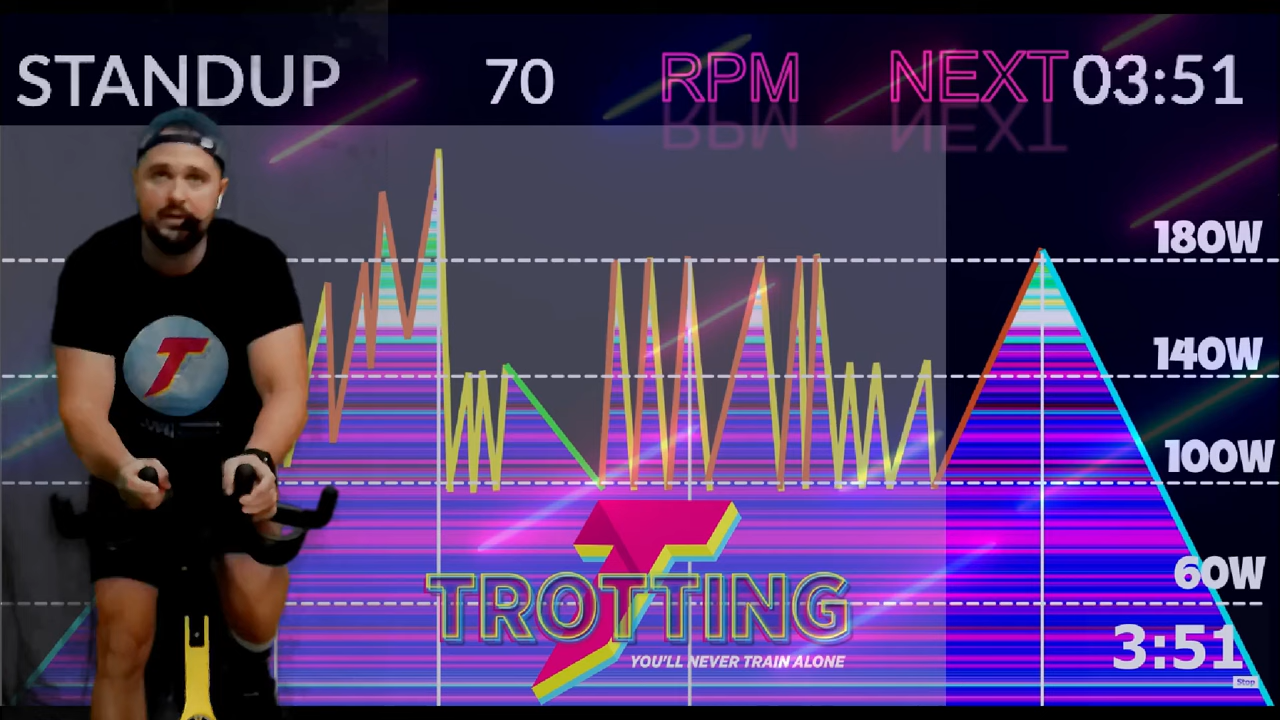 STANDUP 70 RPM NEXT 03:51
180W
140W
100W
60W
T
TROTTING
YOU'LL NEVER TRAIN ALONE
3:51
Stop